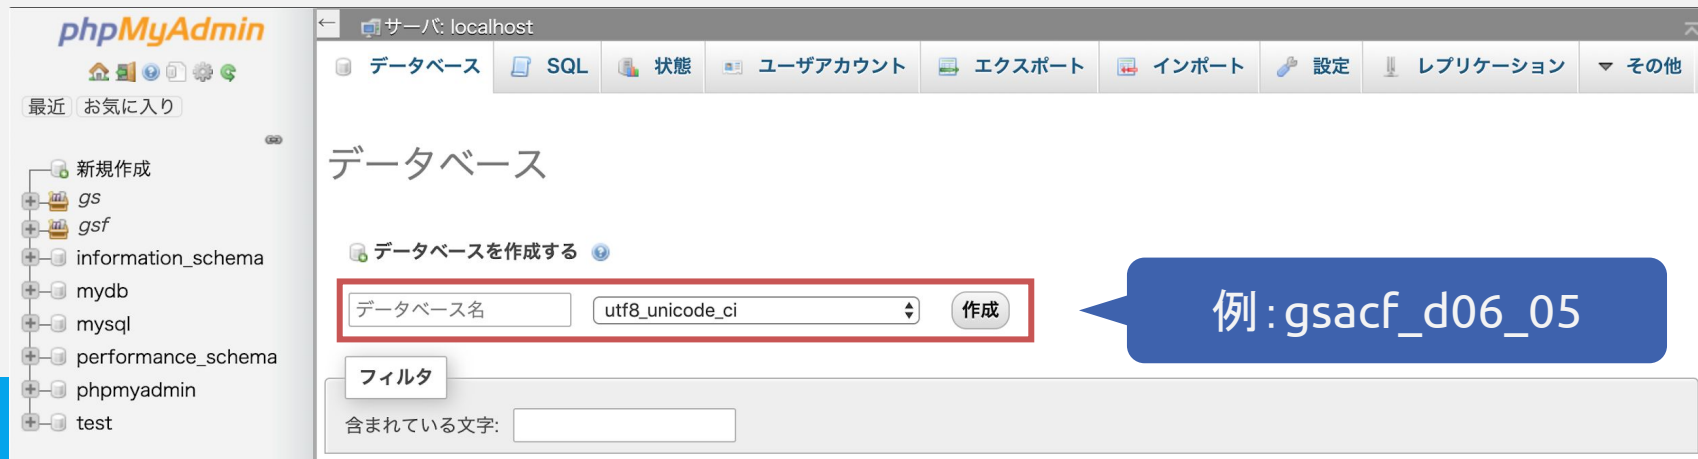 phpMyAdmin
最近 お気に入り
新規作成
gs
gsf
information_schema
mydb
mysql
performance_schema
phpmyadmin
test
サーバ: localhost
データベース SQL 状態 ユーザアカウント エクスポート インポート 設定 レプリケーション その他
データベース
データベースを作成する
データベース名 utf8_unicode_ci 作成
例：gsacf_d06_05
フィルタ
含まれている文字: